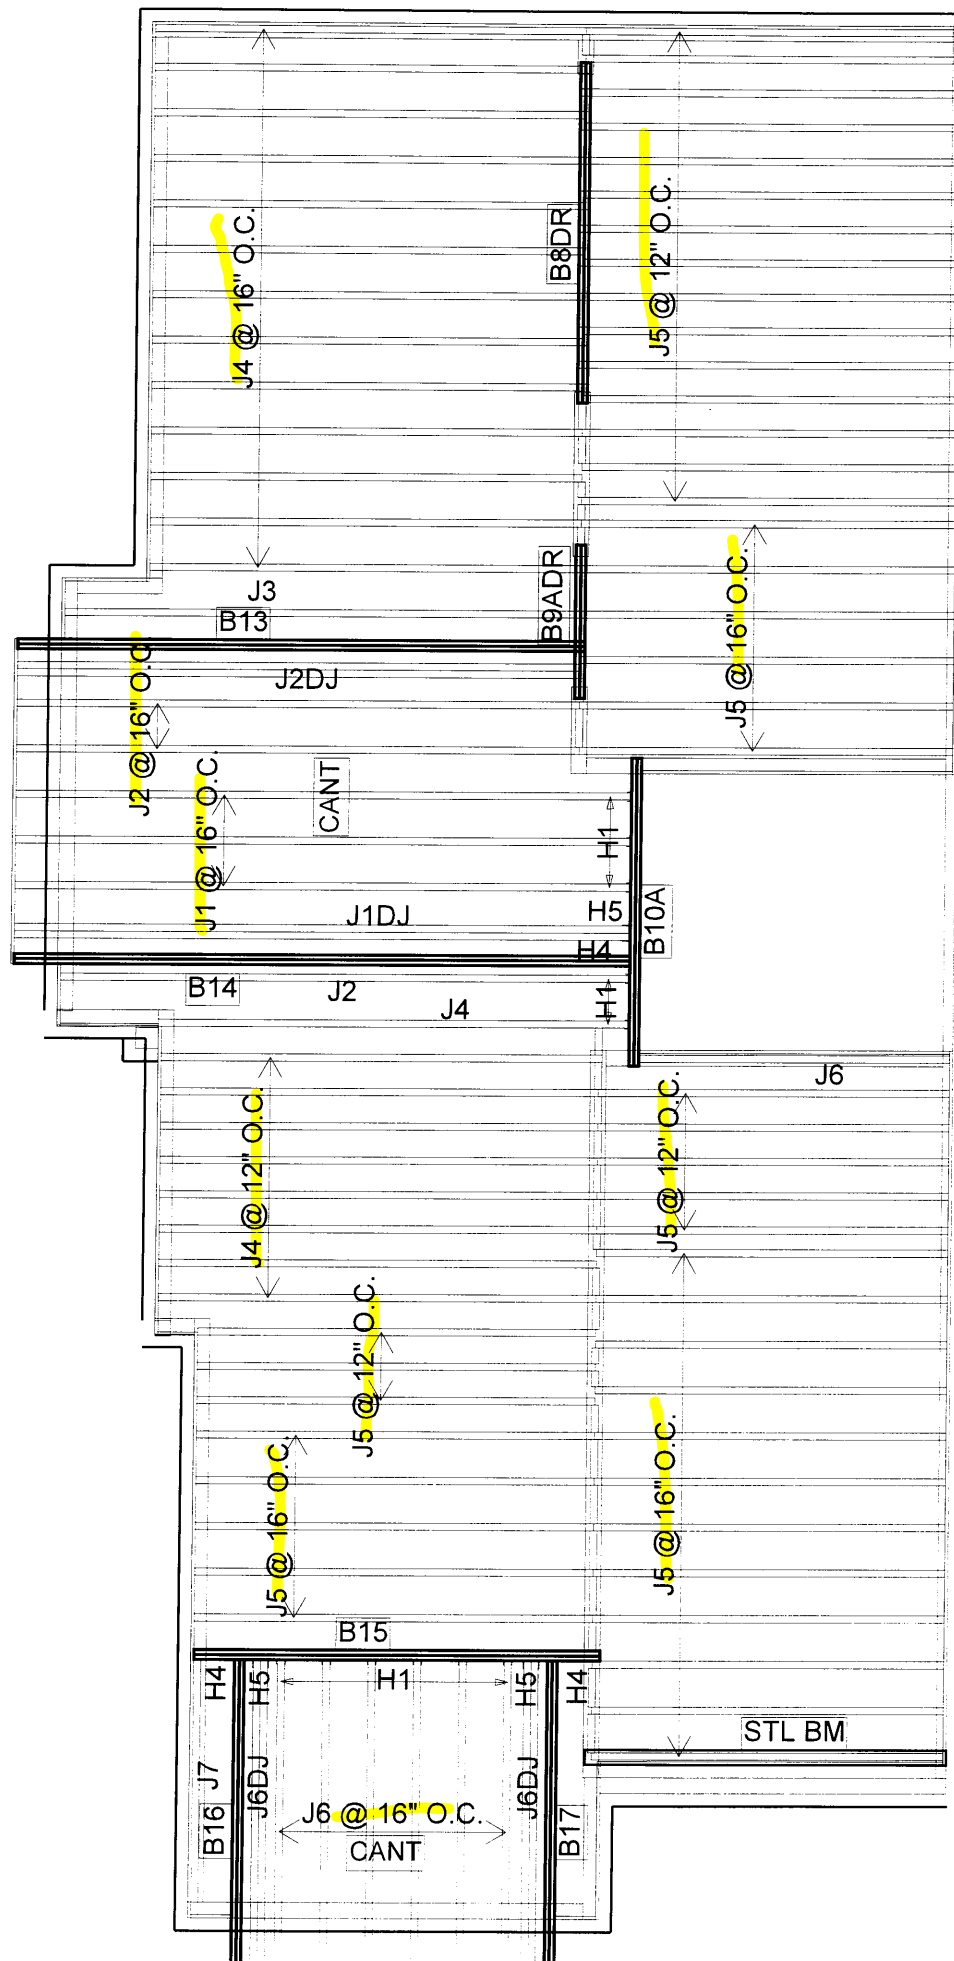 J4 @ 16" O.C.
B8DR
J5 @ 12" O.C.
J3
B13
B9ADR
J5 @ 16" O.C.
J2DJ
J2 @ 16" O.C.
J1 @ 16" O.C.
CANT
H1
J1DJ
H5
B10A
H4
B14
J2
J4
H1
J6
J4 @ 12" O.C.
J5 @ 12" O.C.
J5 @ 12" O.C.
J5 @ 16" O.C.
J5 @ 16" O.C.
B15
H4
H5
H1
H5
H4
STL BM
J7
J6DJ
J6DJ
B16
J6 @ 16" O.C.
B17
CANT